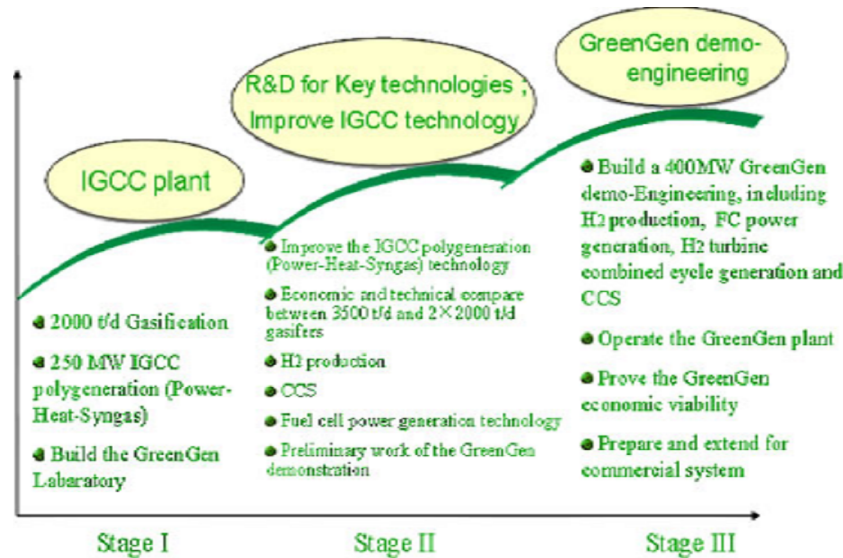 IGCC plant
R&D for Key technologies ;
Improve IGCC technology
GreenGen demo-
engineering
2000 t/d Gasification
250 MW IGCC
polygeneration (Power-
Heat-Syngas)
Build the GreenGen
Labaratory
Improve the IGCC polygeneration
(Power-Heat-Syngas) technology
Economic and technical compare
between 3500 t/d and 2×2000 t/d
gasifers
H2 production
CCS
Fuel cell power generation technology
Preliminary work of the GreenGen
demonstration
Build a 400MW GreenGen
demo-Engineering, including
H2 production, FC power
generation, H2 turbine
combined cycle generation and
CCS
Operate the GreenGen plant
Prove the GreenGen
economic viability
Prepare and extend for
commercial system
Stage I
Stage II
Stage III